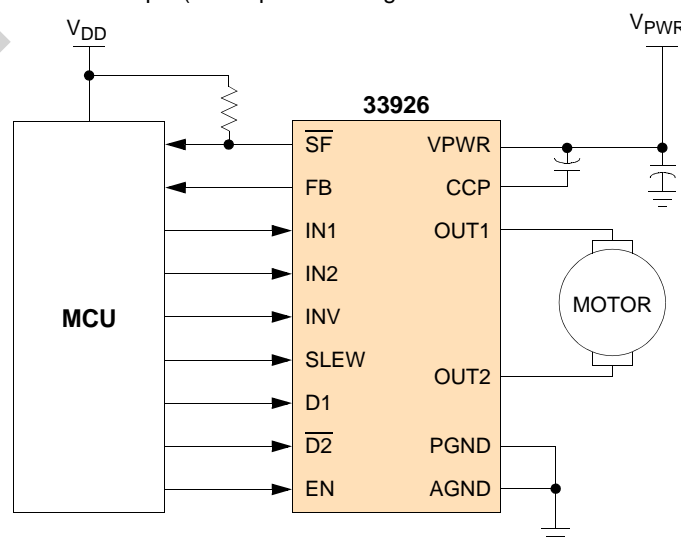 VDD
VPWR
33926
SF VPWR
FB CCP
IN1 OUT1
IN2
MCU
INV
MOTOR
SLEW
OUT2
D1
D2 PGND
EN AGND